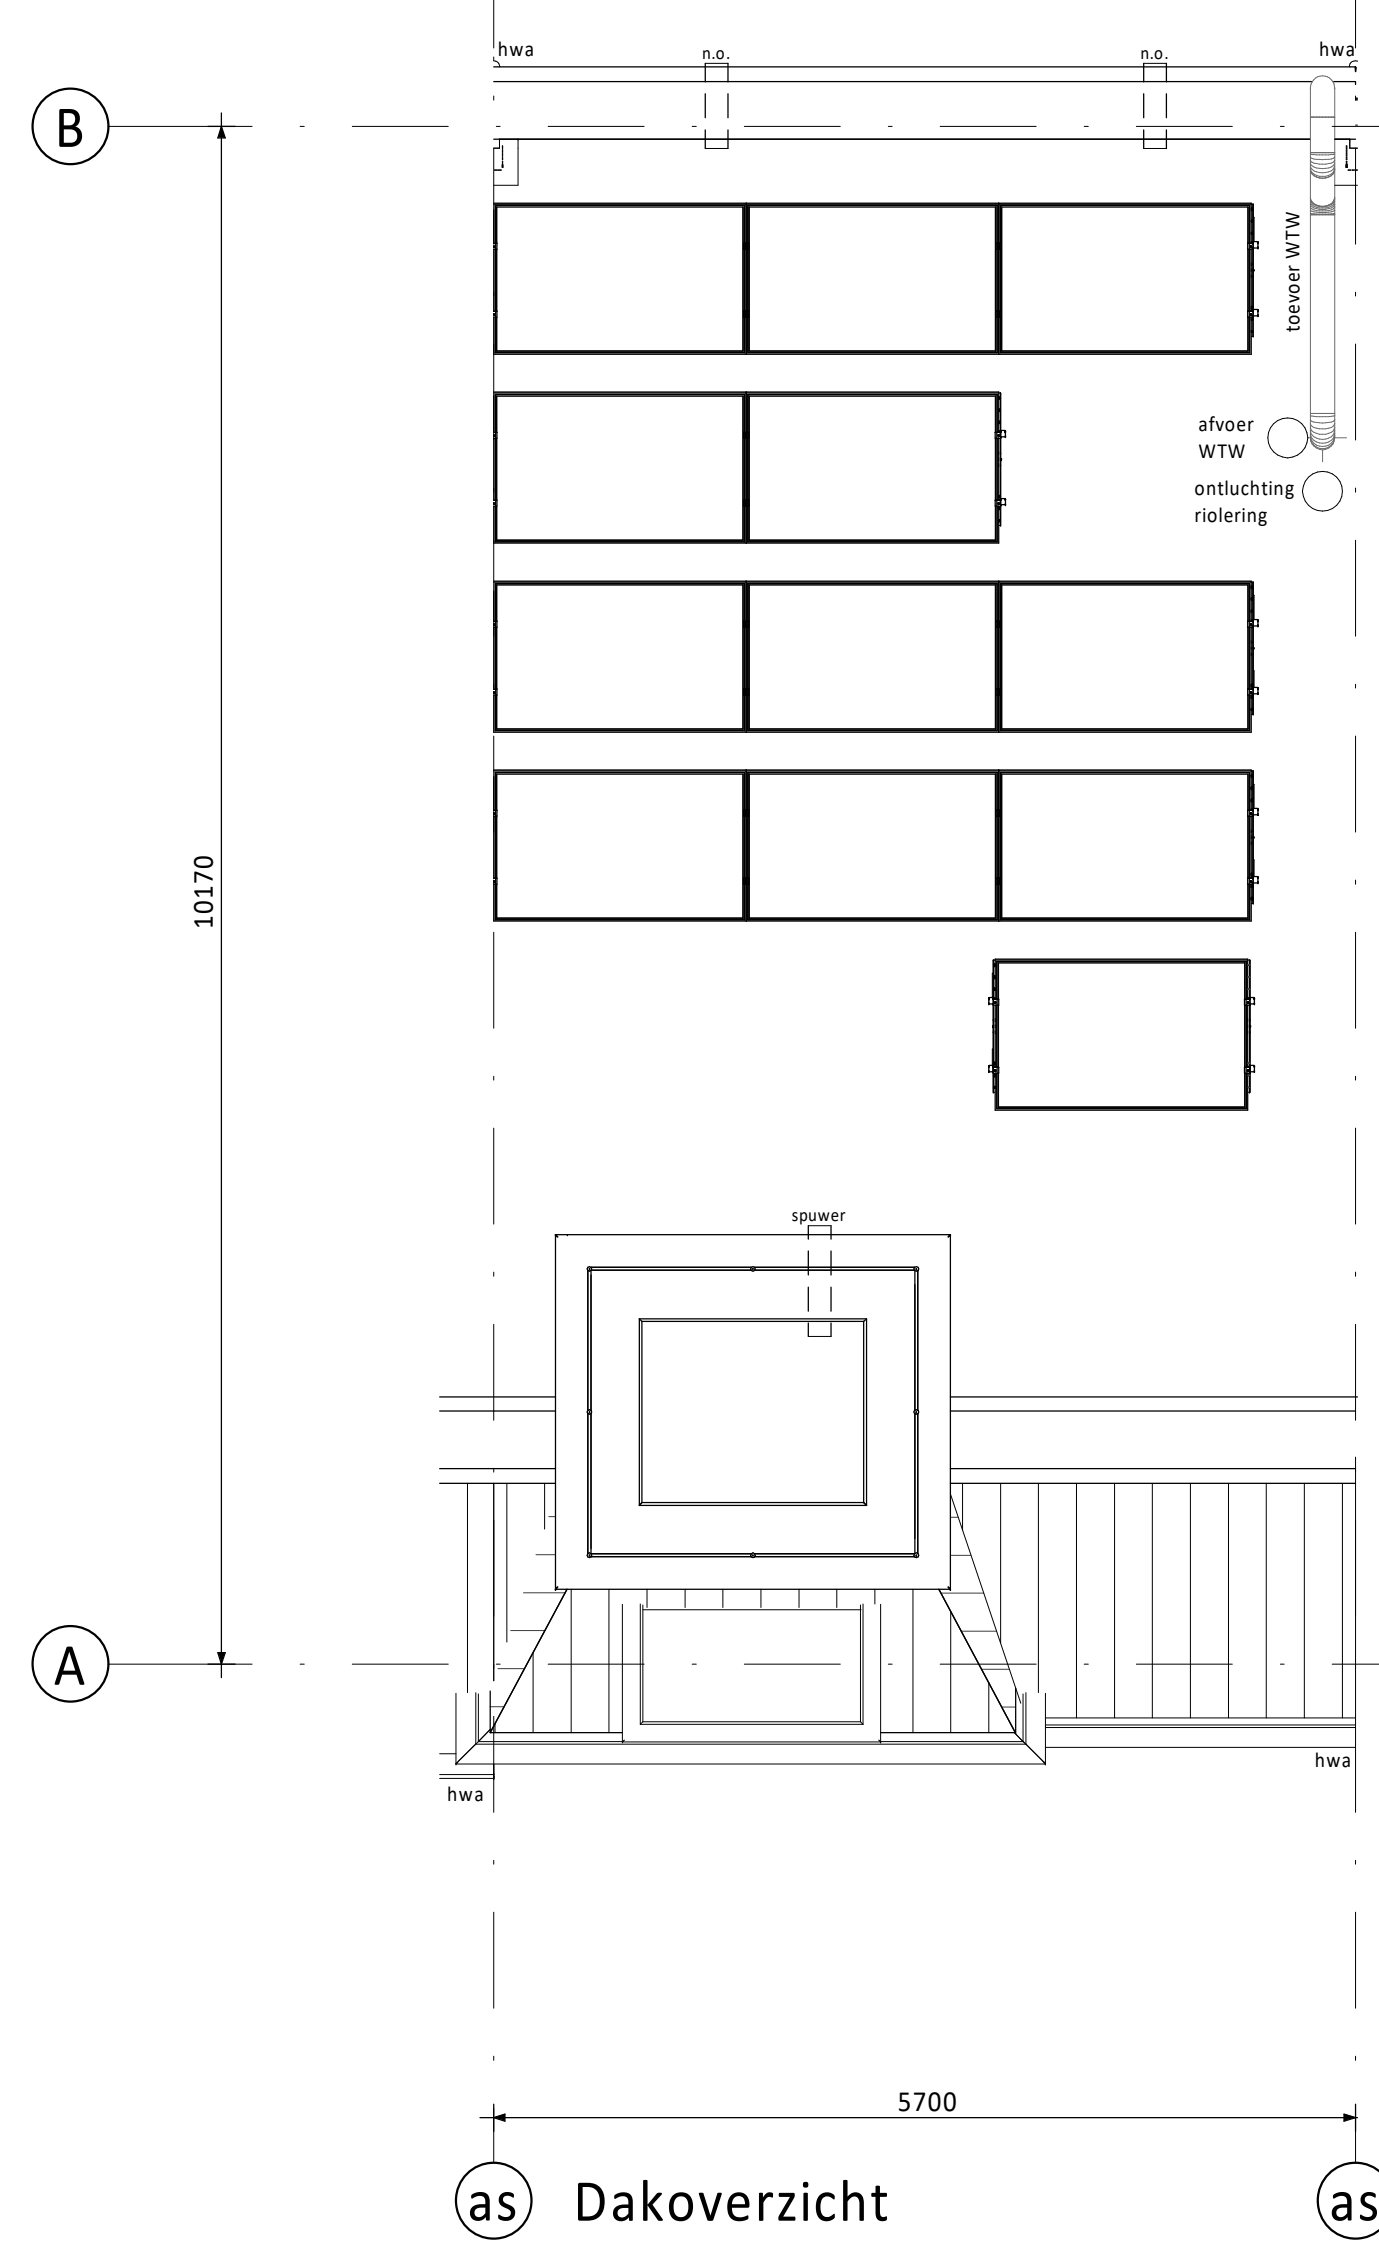 hwa
n.o.
n.o.
hwa
B
toevoer WTW
afvoer
WTW
ontluchting
riolering
10170
spuwer
A
hwa
hwa
5700
as
Dakoverzicht
as